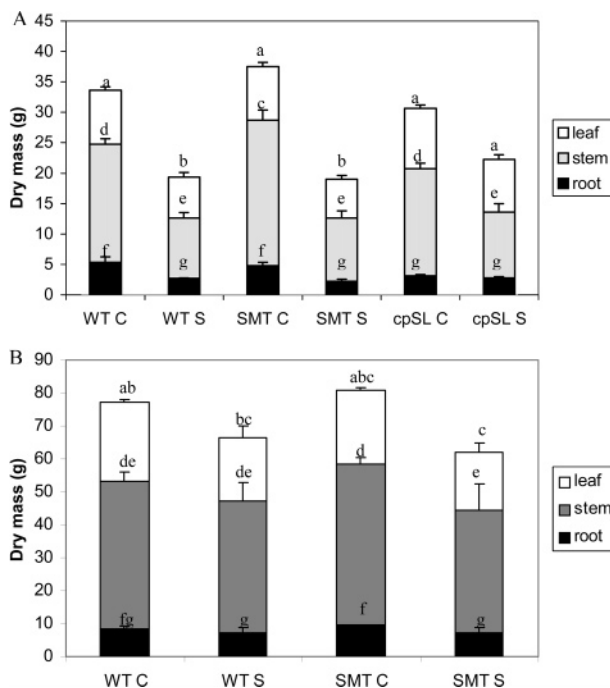 A
Dry mass (g)
45
40
35
30
25
20
15
10
5
0
a
d
f
b
e
g
a
c
f
b
e
g
a
d
g
a
e
g
WT C WT S SMT C SMT S cpSL C cpSL S
leaf
stem
root
B
Dry mass (g)
90
80
70
60
50
40
30
20
10
0
ab
de
fg
bc
de
g
abc
d
f
c
e
g
WT C WT S SMT C SMT S
leaf
stem
root